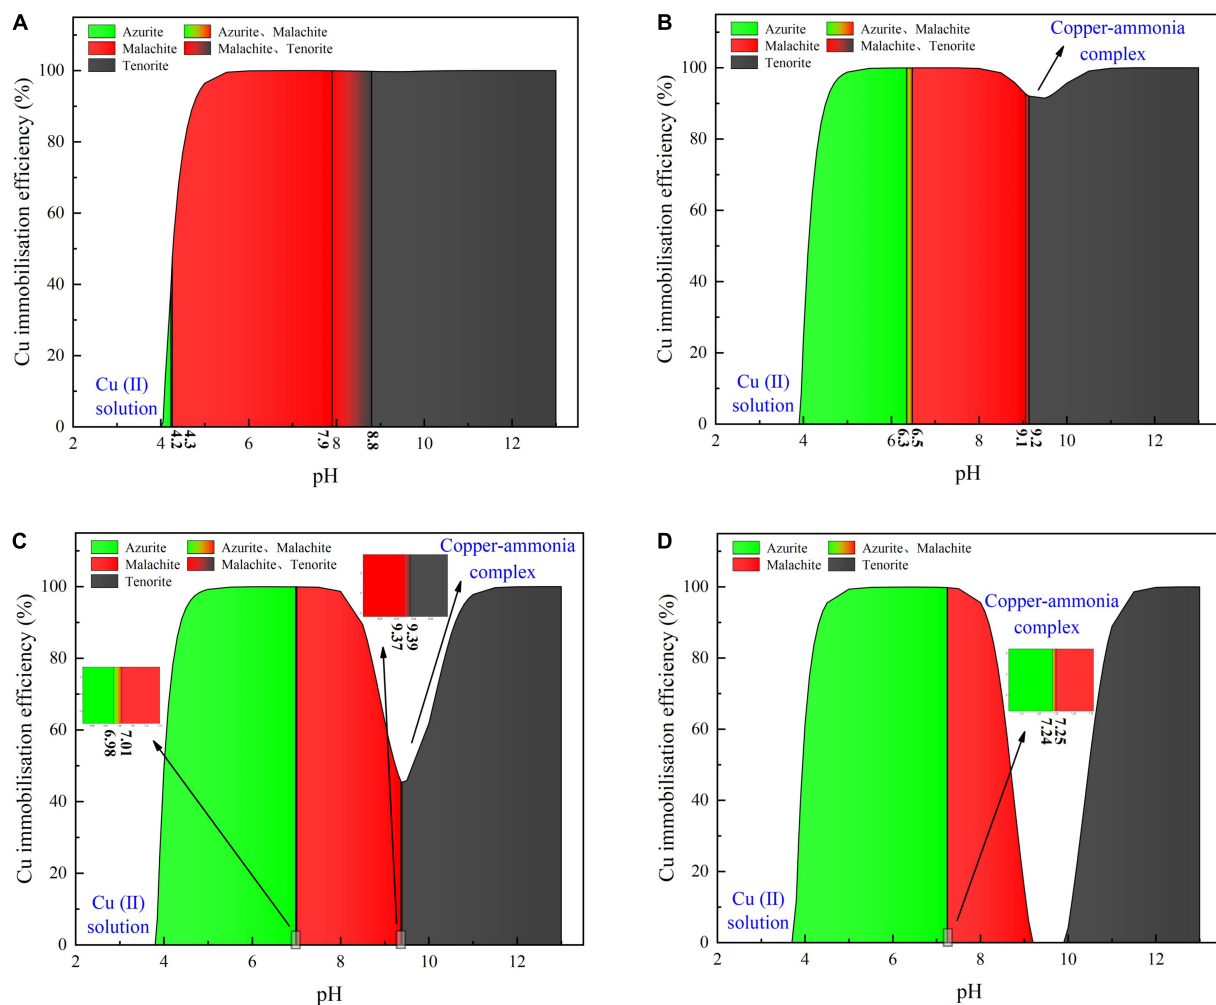 A
Azurite
Azurite、Malachite
Malachite
Malachite、Tenorite
Tenorite
Cu immobilisation efficiency (%)
100
80
60
40
20
0
Cu (II)
solution
2
4
6
8
10
12
4.2
4.3
7.9
8.8
pH
B
Azurite
Azurite、Malachite
Malachite
Malachite、Tenorite
Tenorite
Copper-ammonia
complex
Cu immobilisation efficiency (%)
100
80
60
40
20
0
Cu (II)
solution
2
4
6
8
10
12
6.3
6.5
9.1
9.2
pH
C
Azurite
Azurite、Malachite
Malachite
Malachite、Tenorite
Tenorite
Copper-ammonia
complex
Cu immobilisation efficiency (%)
100
80
60
40
20
0
9.37
9.39
6.98
7.01
Cu (II)
solution
2
4
6
8
10
12
pH
D
Azurite
Azurite、Malachite
Malachite
Tenorite
Copper-ammonia
complex
Cu immobilisation efficiency (%)
100
80
60
40
20
0
7.24
7.25
Cu (II)
solution
2
4
6
8
10
12
pH